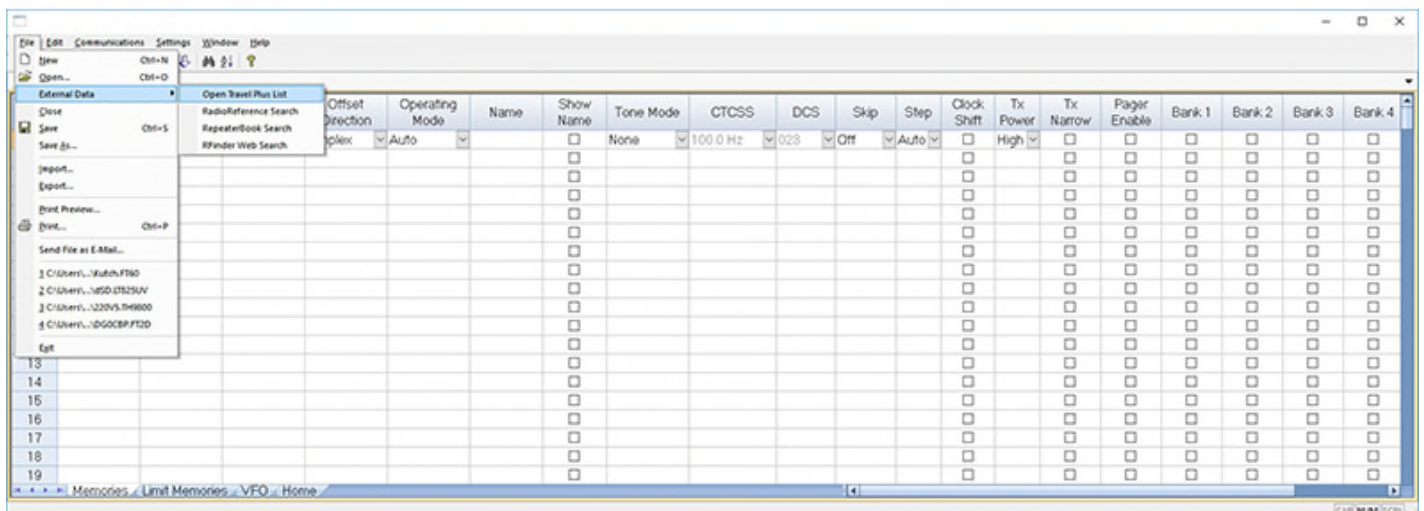 File Edit Communications Settings Window Help
New Ctrl+N
Open... Ctrl+O
External Data
Close
Save Ctrl+S
Save As...
Import...
Export...
Print Preview...
Print... Ctrl+P
Send File as E-Mail...
1 C:\Users\...\Kutch.FT60
2 C:\Users\...\dSD.LT825UV
3 C:\Users\...\220VS.TH9800
4 C:\Users\...\DG0CBP.FT2D
Exit
Open Travel Plus List
RadioReference Search
RepeaterBook Search
RFinder Web Search
Offset Direction Operating Mode Name Show Name Tone Mode CTCSS DCS Skip Step Clock Shift Tx Power Tx Narrow Pager Enable Bank 1 Bank 2 Bank 3 Bank 4
plex Auto None 100.0 Hz 023 Off Auto High
13
14
15
16
17
18
19
Memories Limit Memories VFO Home
NUM